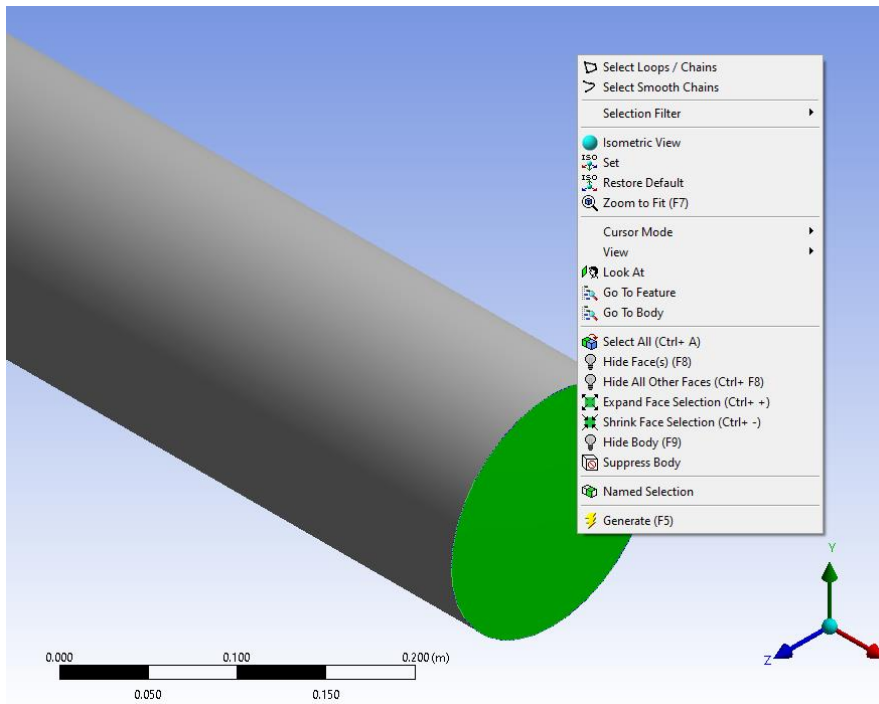 Select Loops / Chains
Select Smooth Chains
Selection Filter
Isometric View
ISO
Set
ISO
Restore Default
Zoom to Fit (F7)
Cursor Mode
View
Look At
Go To Feature
Go To Body
Select All (Ctrl+ A)
Hide Face(s) (F8)
Hide All Other Faces (Ctrl+ F8)
Expand Face Selection (Ctrl+ +)
Shrink Face Selection (Ctrl+ -)
Hide Body (F9)
Suppress Body
Named Selection
Generate (F5)
Y
Z
0.000 0.100 0.200 (m)
0.050 0.150